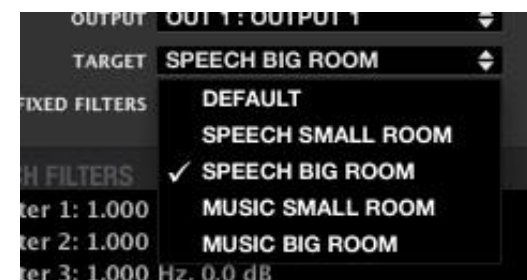 OUTPUT OUT 1 : OUTPUT 1
TARGET SPEECH BIG ROOM
FIXED FILTERS DEFAULT
SPEECH SMALL ROOM
✓ SPEECH BIG ROOM
H FILTERS
MUSIC SMALL ROOM
ter 1: 1.000
MUSIC BIG ROOM
ter 2: 1.000
ter 3: 1.000 Hz, 0.0 dB